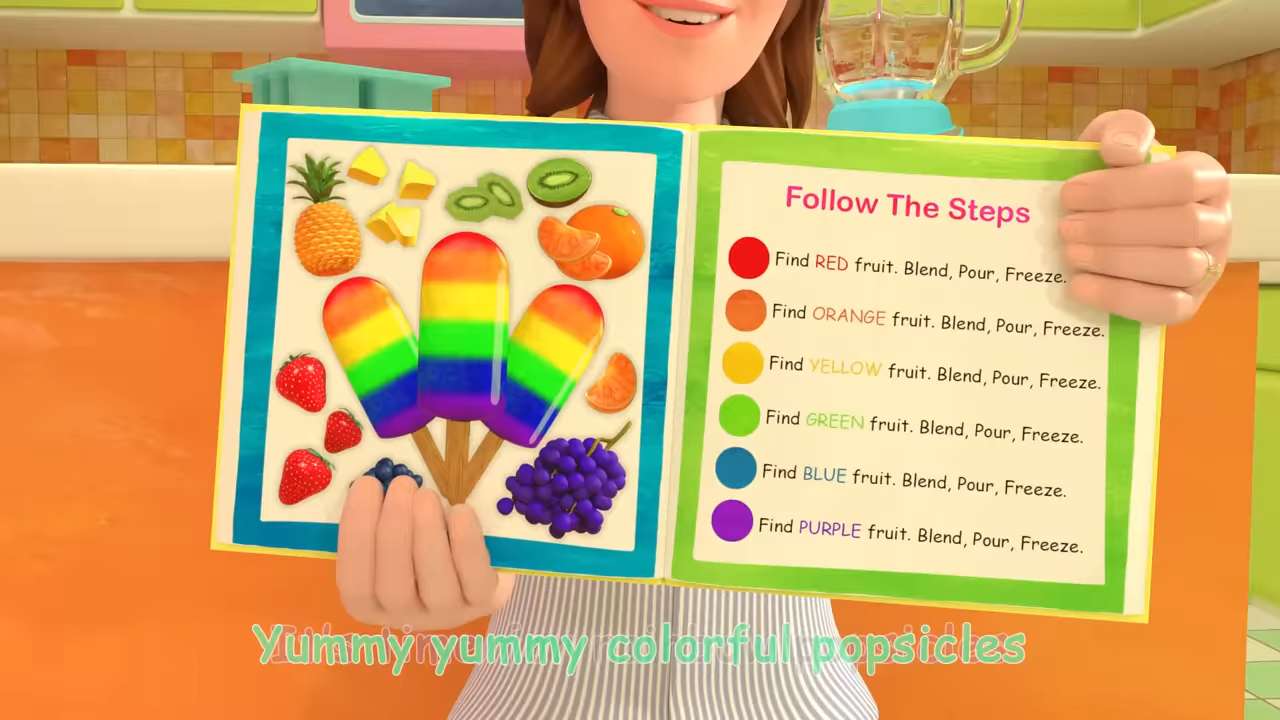 Follow The Steps
Find RED fruit. Blend, Pour, Freeze.
Find ORANGE fruit. Blend, Pour, Freeze.
Find YELLOW fruit. Blend, Pour, Freeze.
Find GREEN fruit. Blend, Pour, Freeze.
Find BLUE fruit. Blend, Pour, Freeze.
Find PURPLE fruit. Blend, Pour, Freeze.
Yummy yummy colorful popsicles